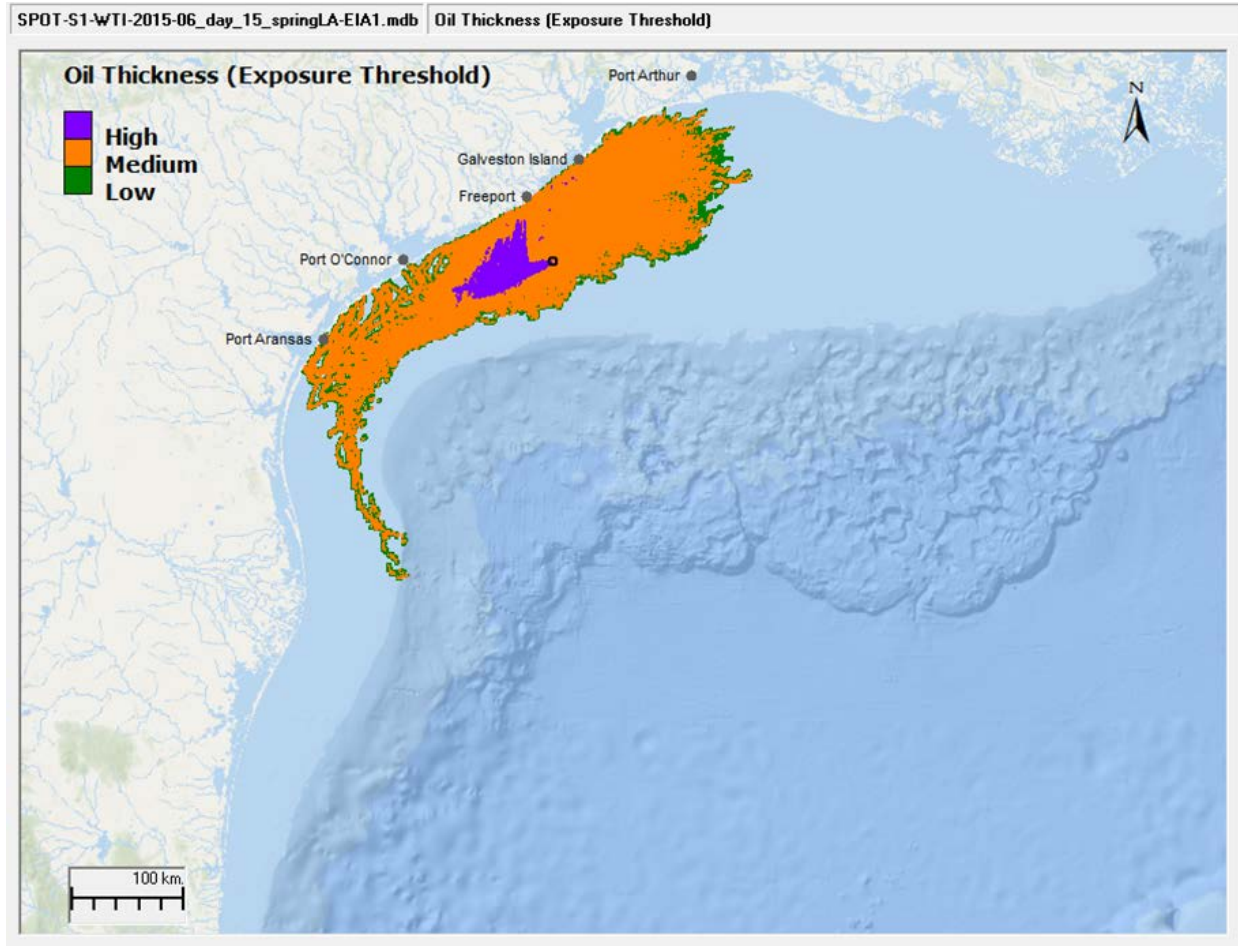 SPOT-S1-WTI-2015-06_day_15_springLA-EIA1.mdb Oil Thickness (Exposure Threshold)
Oil Thickness (Exposure Threshold)
High
Medium
Low
Port Arthur
N
Galveston Island
Freeport
Port O'Connor
Port Aransas
100 km.